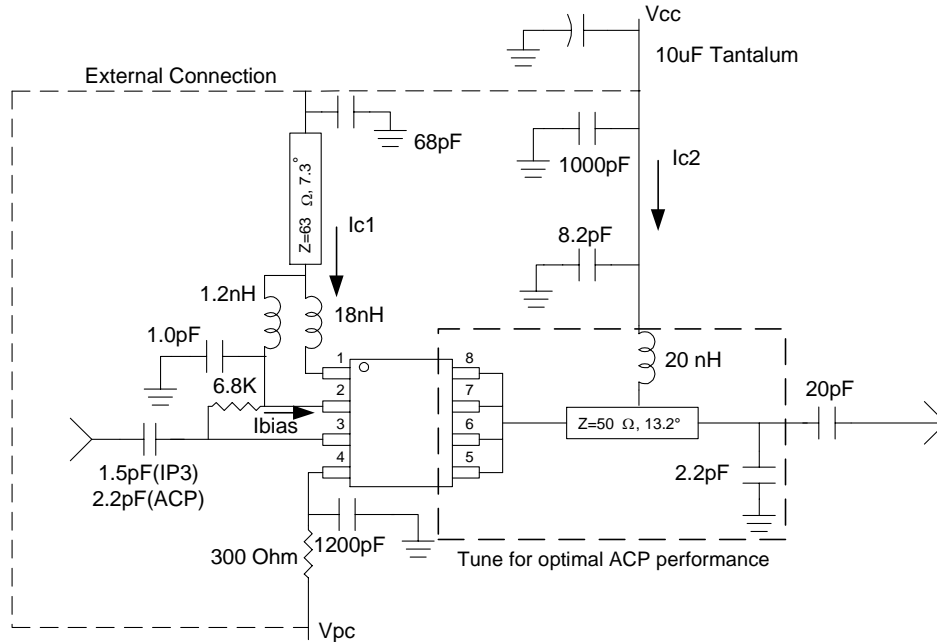 Vcc
10uF Tantalum
External Connection
68pF
1000pF
Ic2
Z=63 Ω, 7.3°
Ic1
8.2pF
1.2nH
18nH
1.0pF
20 nH
6.8K
Ibias
1
2
3
4
8
7
6
5
20pF
Z=50 Ω, 13.2°
1.5pF(IP3)
2.2pF(ACP)
2.2pF
300 Ohm
1200pF
Tune for optimal ACP performance
Vpc